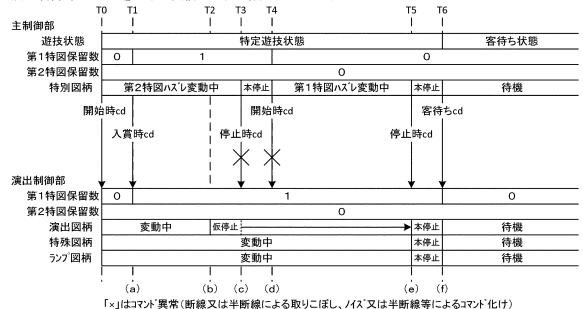 T0 T1 T2 T3 T4 T5 T6
主制御部
遊技状態 特定遊技状態 客待ち状態
第1特図保留数 0 1 0
第2特図保留数 0
特別図柄 第2特図ハズレ変動中 本停止 第1特図ハズレ変動中 本停止 待機
開始時cd 開始時cd 客待ちcd
入賞時cd 停止時cd 停止時cd
演出制御部
第1特図保留数 0 1 0
第2特図保留数 0
演出図柄 変動中 仮停止 本停止 待機
特殊図柄 変動中 本停止 待機
ランプ図柄 変動中 本停止 待機
(a) (b) (c) (d) (e) (f)
「×」はコマンド異常(断線又は半断線による取りこぼし、ノイズ又は半断線等によるコマンド化け)